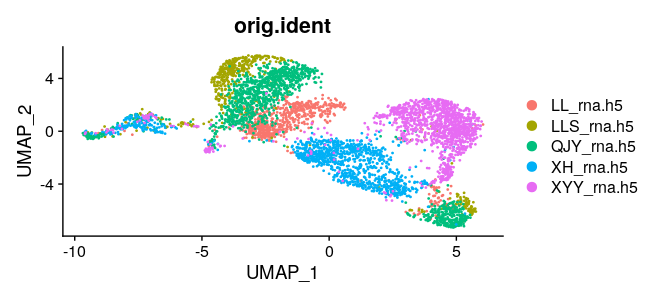 orig.ident
UMAP_2
4
0
-4
-10
-5
0
5
UMAP_1
LL_rna.h5
LLS_rna.h5
QJY_rna.h5
XH_rna.h5
XYY_rna.h5